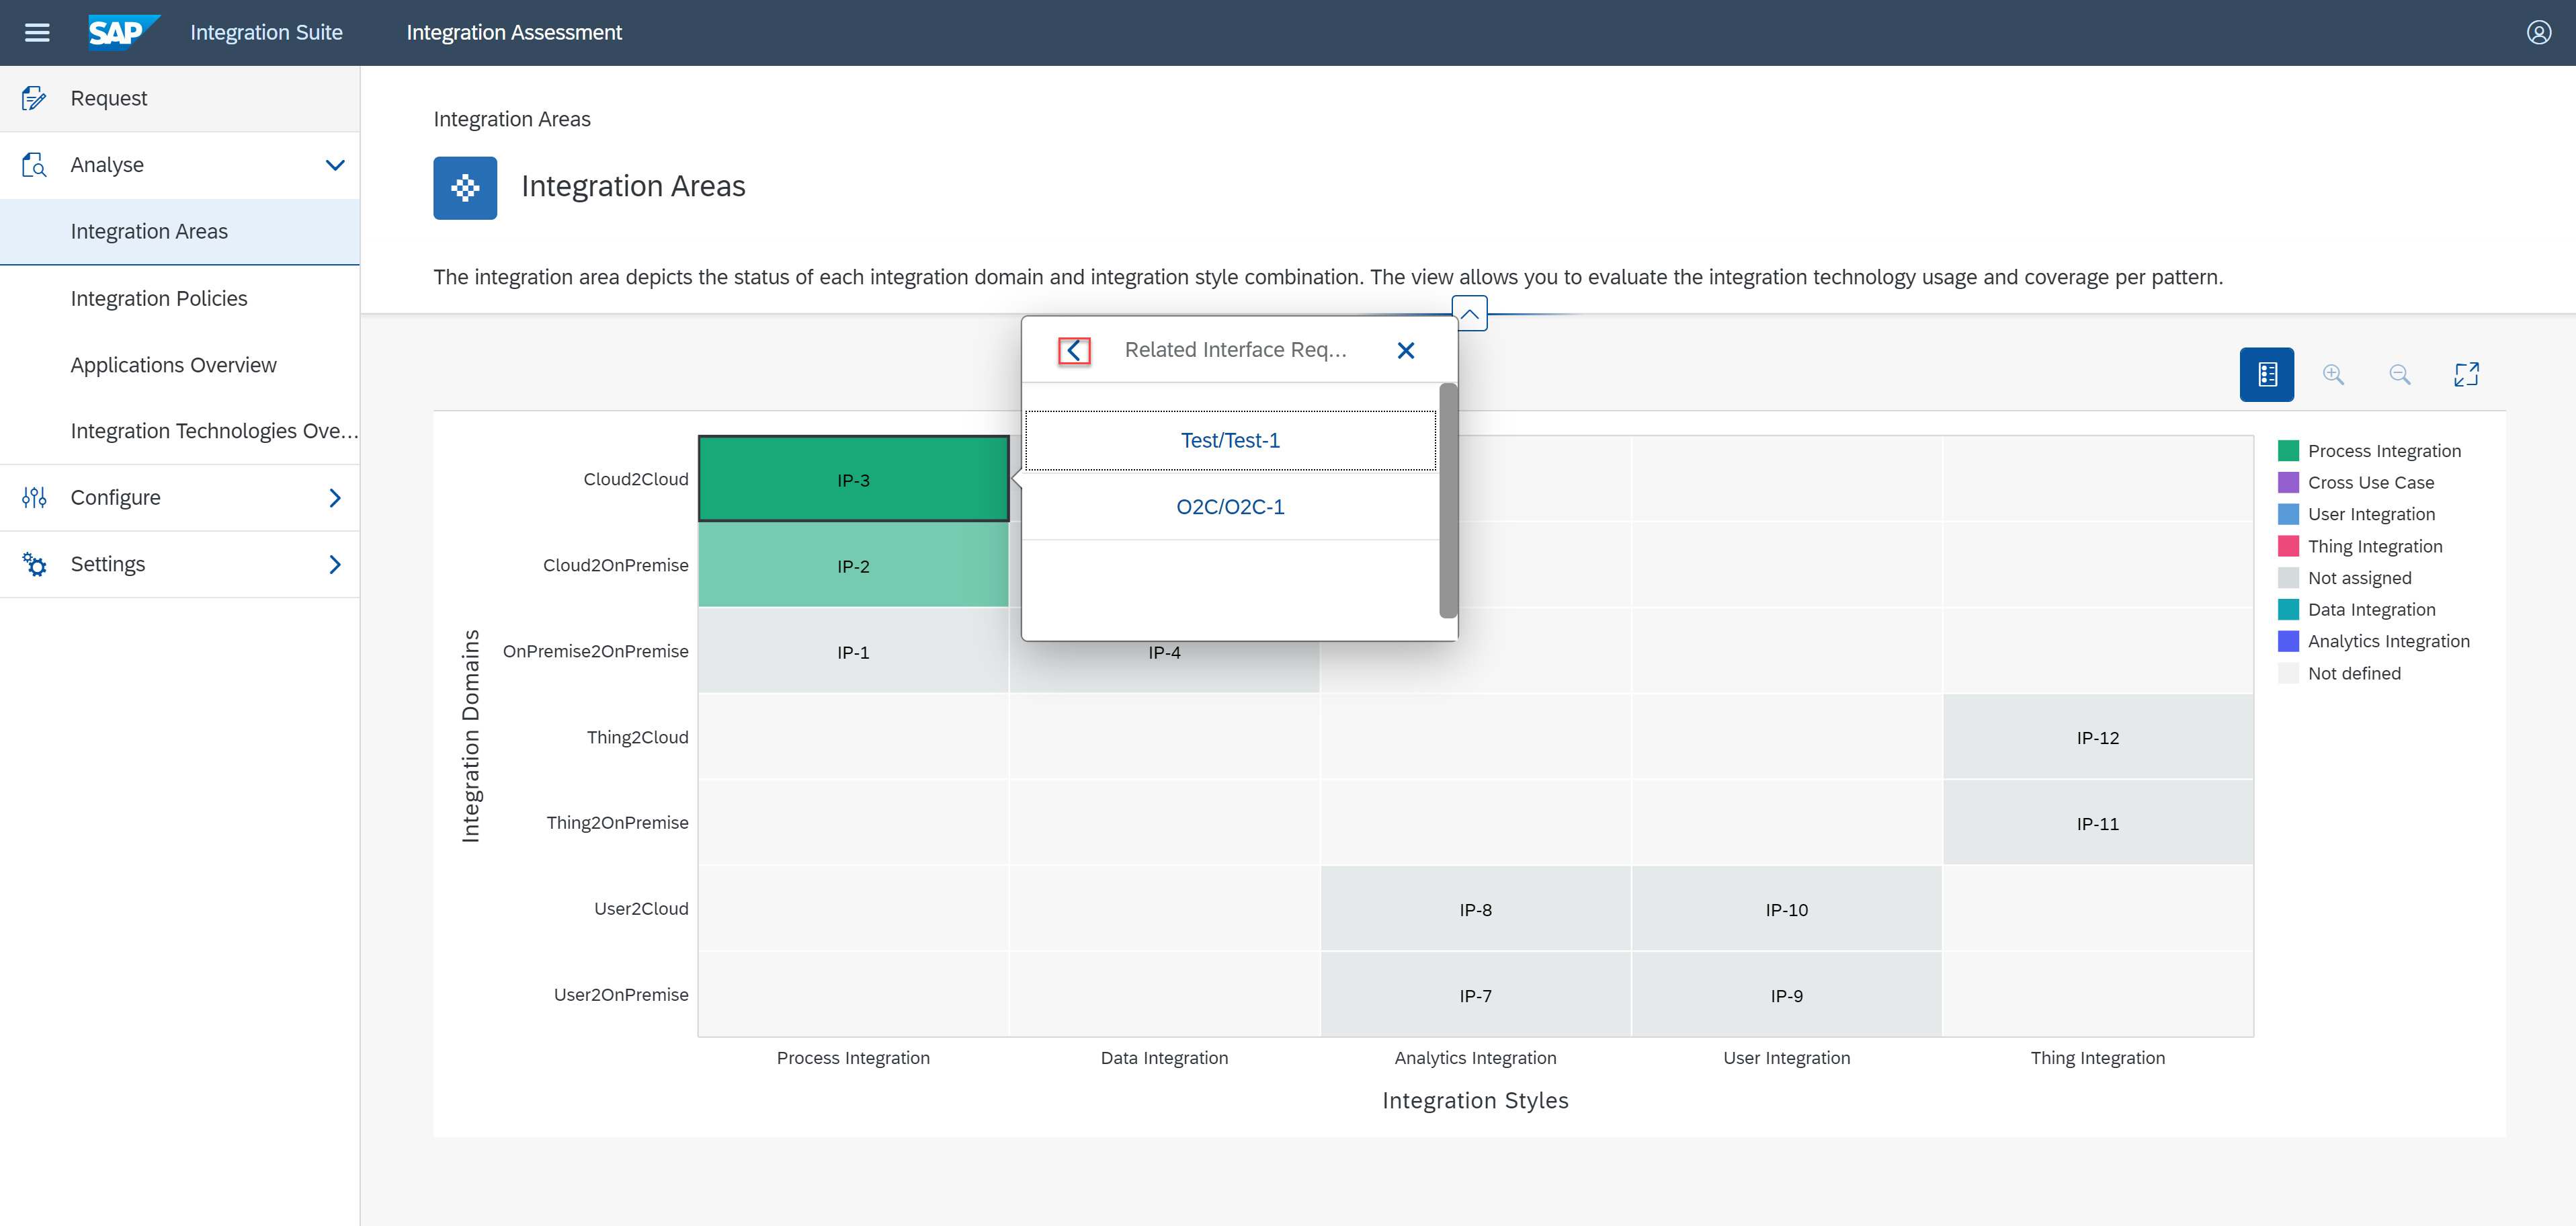 SAP Integration Suite Integration Assessment
Request
Analyse
Integration Areas
Integration Policies
Applications Overview
Integration Technologies Ove...
Configure
Settings
Integration Areas
Integration Areas
The integration area depicts the status of each integration domain and integration style combination. The view allows you to evaluate the integration technology usage and coverage per pattern.
Related Interface Req...
Test/Test-1
O2C/O2C-1
Integration Domains
Cloud2Cloud IP-3
Cloud2OnPremise IP-2
OnPremise2OnPremise IP-1 IP-4
Thing2Cloud IP-12
Thing2OnPremise IP-11
User2Cloud IP-8 IP-10
User2OnPremise IP-7 IP-9
Process Integration Data Integration Analytics Integration User Integration Thing Integration
Integration Styles
Process Integration
Cross Use Case
User Integration
Thing Integration
Not assigned
Data Integration
Analytics Integration
Not defined